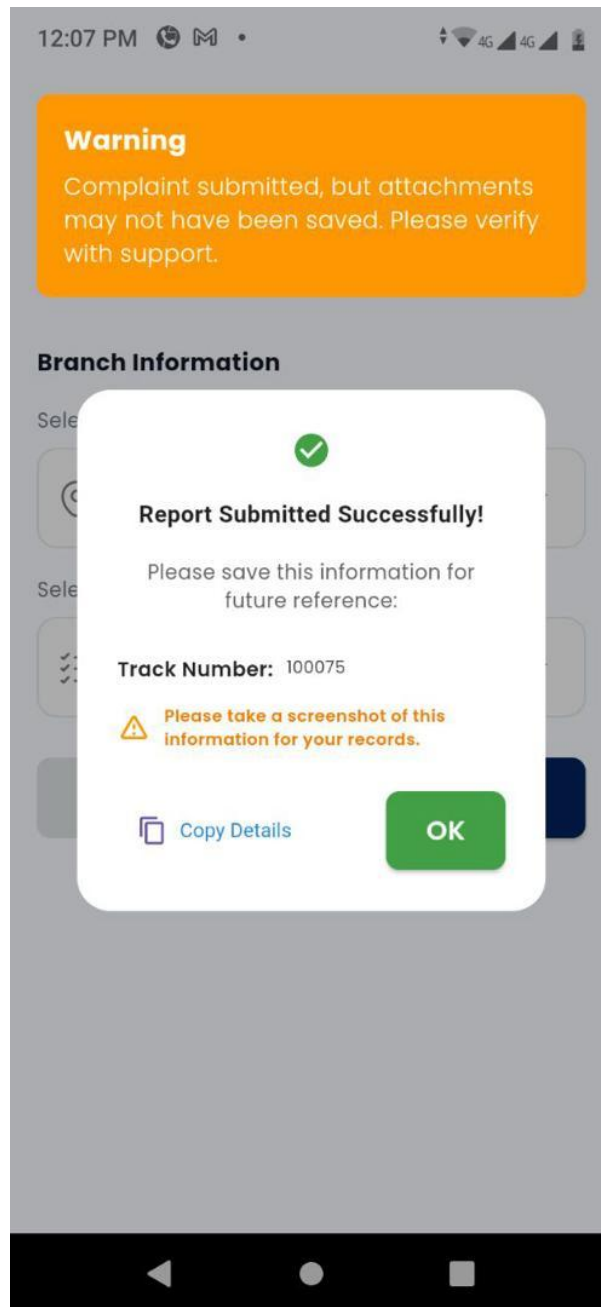 12:07 PM
4G 4G
Warning
Complaint submitted, but attachments
may not have been saved. Please verify
with support.
Branch Information
Sele
Report Submitted Successfully!
Please save this information for
future reference:
Sele
Track Number: 100075
Please take a screenshot of this
information for your records.
Copy Details
OK